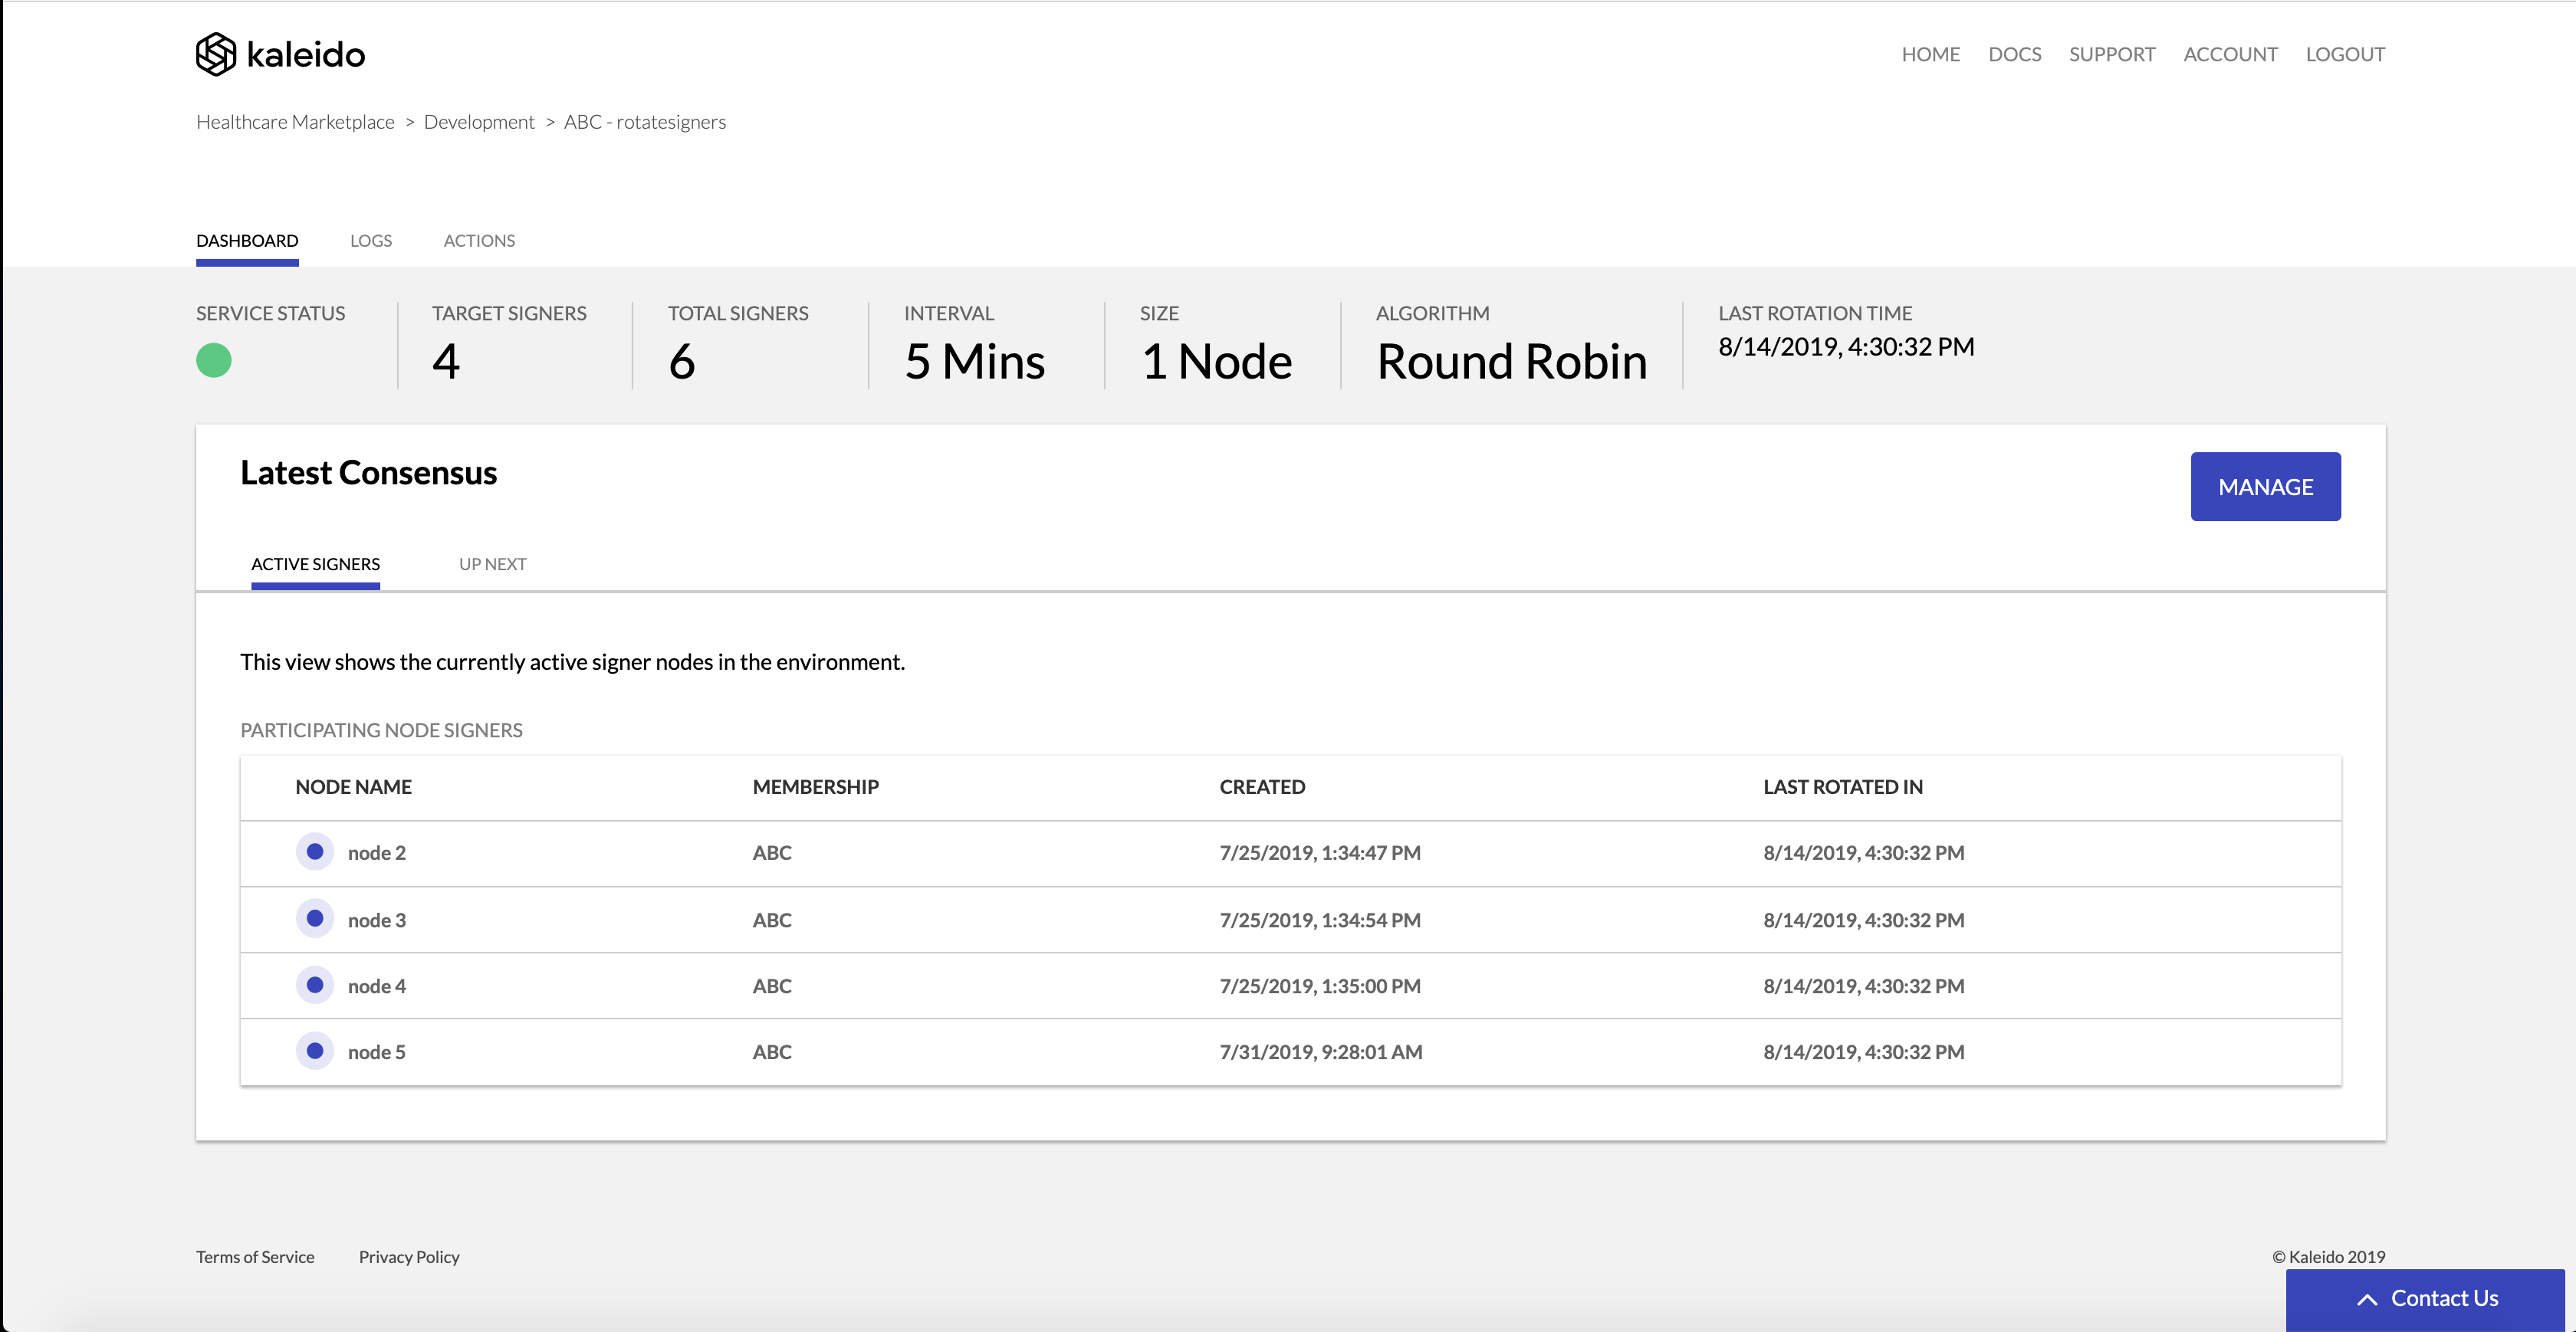 kaleido
HOME DOCS SUPPORT ACCOUNT LOGOUT
Healthcare Marketplace > Development > ABC - rotatesigners
DASHBOARD LOGS ACTIONS
SERVICE STATUS TARGET SIGNERS TOTAL SIGNERS INTERVAL SIZE ALGORITHM LAST ROTATION TIME
4 6 5 Mins 1 Node Round Robin 8/14/2019, 4:30:32 PM
Latest Consensus
MANAGE
ACTIVE SIGNERS UP NEXT
This view shows the currently active signer nodes in the environment.
PARTICIPATING NODE SIGNERS
NODE NAME MEMBERSHIP CREATED LAST ROTATED IN
node 2 ABC 7/25/2019, 1:34:47 PM 8/14/2019, 4:30:32 PM
node 3 ABC 7/25/2019, 1:34:54 PM 8/14/2019, 4:30:32 PM
node 4 ABC 7/25/2019, 1:35:00 PM 8/14/2019, 4:30:32 PM
node 5 ABC 7/31/2019, 9:28:01 AM 8/14/2019, 4:30:32 PM
Terms of Service Privacy Policy © Kaleido 2019
Contact Us